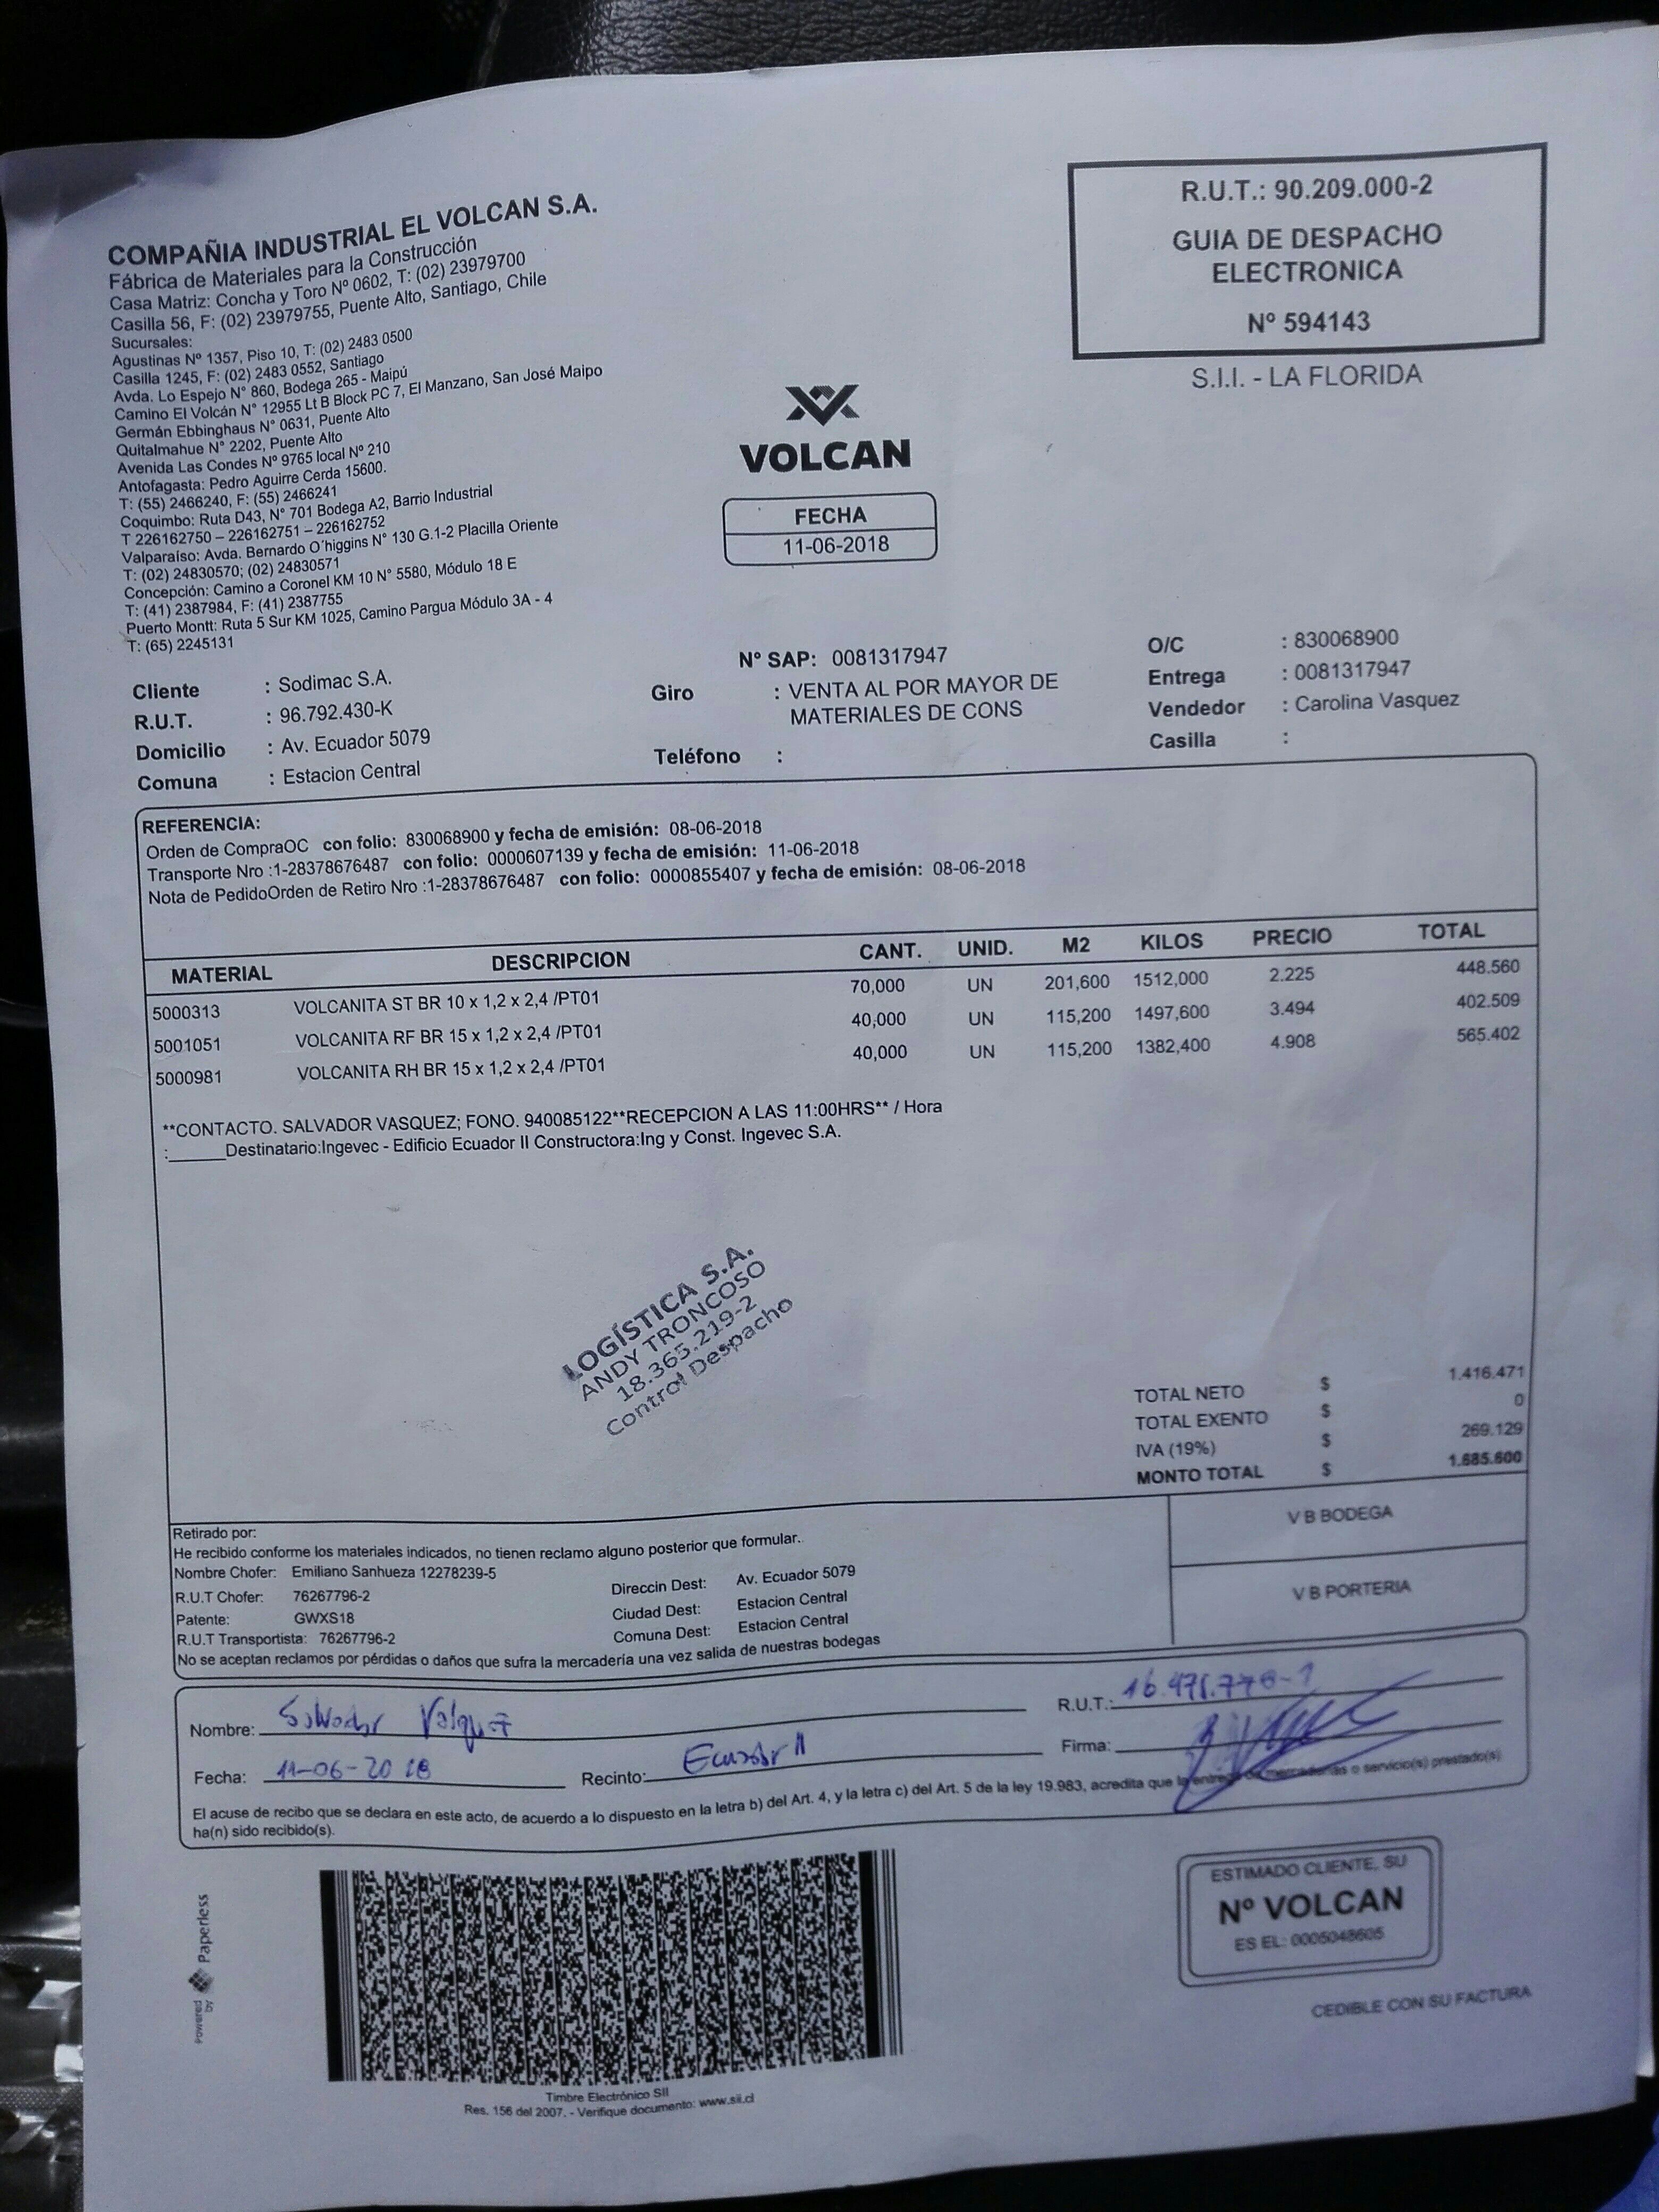 COMPAÑIA INDUSTRIAL EL VOLCAN S.A.
Fábrica de Materiales para la Construcción
Casa Matriz: Concha y Toro Nº 0602, T: (02) 23979700
Casilla 56, F: (02) 23979755, Puente Alto, Santiago, Chile
Sucursales:
Agustinas Nº 1357, Piso 10, T: (02) 2483 0500
Casilla 1245, F: (02) 2483 0552, Santiago
Avda. Lo Espejo N° 860, Bodega 265 - Maipú
Camino El Volcán N° 12955 Lt B Block PC 7, El Manzano, San José Maipo
Germán Ebbinghaus N° 0631, Puente Alto
Quitalmahue N° 2202, Puente Alto
Avenida Las Condes Nº 9765 local Nº 210
Antofagasta: Pedro Aguirre Cerda 15600.
T: (55) 2466240, F: (55) 2466241
Coquimbo: Ruta D43, N° 701 Bodega A2, Barrio Industrial
T 226162750 – 226162751 – 226162752
Valparaíso: Avda. Bernardo O´higgins N° 130 G.1-2 Placilla Oriente
T: (02) 24830570; (02) 24830571
Concepción: Camino a Coronel KM 10 N° 5580, Módulo 18 E
T: (41) 2387984, F: (41) 2387755
Puerto Montt: Ruta 5 Sur KM 1025, Camino Pargua Módulo 3A - 4
T: (65) 2245131
R.U.T.: 90.209.000-2
GUIA DE DESPACHO
ELECTRONICA
Nº 594143
S.I.I. - LA FLORIDA
VOLCAN
FECHA
11-06-2018
Cliente : Sodimac S.A.
R.U.T. : 96.792.430-K
Domicilio : Av. Ecuador 5079
Comuna : Estacion Central
Nº SAP: 0081317947
Giro : VENTA AL POR MAYOR DE
MATERIALES DE CONS
Teléfono :
O/C : 830068900
Entrega : 0081317947
Vendedor : Carolina Vasquez
Casilla :
REFERENCIA:
Orden de CompraOC con folio: 830068900 y fecha de emisión: 08-06-2018
Transporte Nro :1-28378676487 con folio: 0000607139 y fecha de emisión: 11-06-2018
Nota de PedidoOrden de Retiro Nro :1-28378676487 con folio: 0000855407 y fecha de emisión: 08-06-2018
MATERIAL DESCRIPCION CANT. UNID. M2 KILOS PRECIO TOTAL
5000313 VOLCANITA ST BR 10 x 1,2 x 2,4 /PT01 70,000 UN 201,600 1512,000 2.225 448.560
5001051 VOLCANITA RF BR 15 x 1,2 x 2,4 /PT01 40,000 UN 115,200 1497,600 3.494 402.509
5000981 VOLCANITA RH BR 15 x 1,2 x 2,4 /PT01 40,000 UN 115,200 1382,400 4.908 565.402
**CONTACTO. SALVADOR VASQUEZ; FONO. 940085122**RECEPCION A LAS 11:00HRS** / Hora
:______Destinatario:Ingevec - Edificio Ecuador II Constructora:Ing y Const. Ingevec S.A.
LOGÍSTICA S.A.
ANDY TRONCOSO
18.365.219-2
Control Despacho
TOTAL NETO $ 1.416.471
TOTAL EXENTO $ 0
IVA (19%) $ 269.129
MONTO TOTAL $ 1.685.600
Retirado por:
He recibido conforme los materiales indicados, no tienen reclamo alguno posterior que formular..
Nombre Chofer: Emiliano Sanhueza 12278239-5
R.U.T Chofer: 76267796-2
Patente: GWXS18
R.U.T Transportista: 76267796-2
Direccin Dest: Av. Ecuador 5079
Ciudad Dest: Estacion Central
Comuna Dest: Estacion Central
No se aceptan reclamos por pérdidas o daños que sufra la mercadería una vez salida de nuestras bodegas
V B BODEGA
V B PORTERIA
Nombre: Salvador
R.U.T.:
Fecha: 11-06-2018 Recinto: Ecuador II
Firma:
El acuse de recibo que se declara en este acto, de acuerdo a lo dispuesto en la letra b) del Art. 4, y la letra c) del Art. 5 de la ley 19.983, acredita que la entrega de mercaderías o servicio(s) prestado(s)
ha(n) sido recibido(s).
Powered by Paperless
Timbre Electrónico SII
Res. 156 del 2007. - Verifique documento: www.sii.cl
ESTIMADO CLIENTE, SU
Nº VOLCAN
ES EL: 0005048605
CEDIBLE CON SU FACTURA